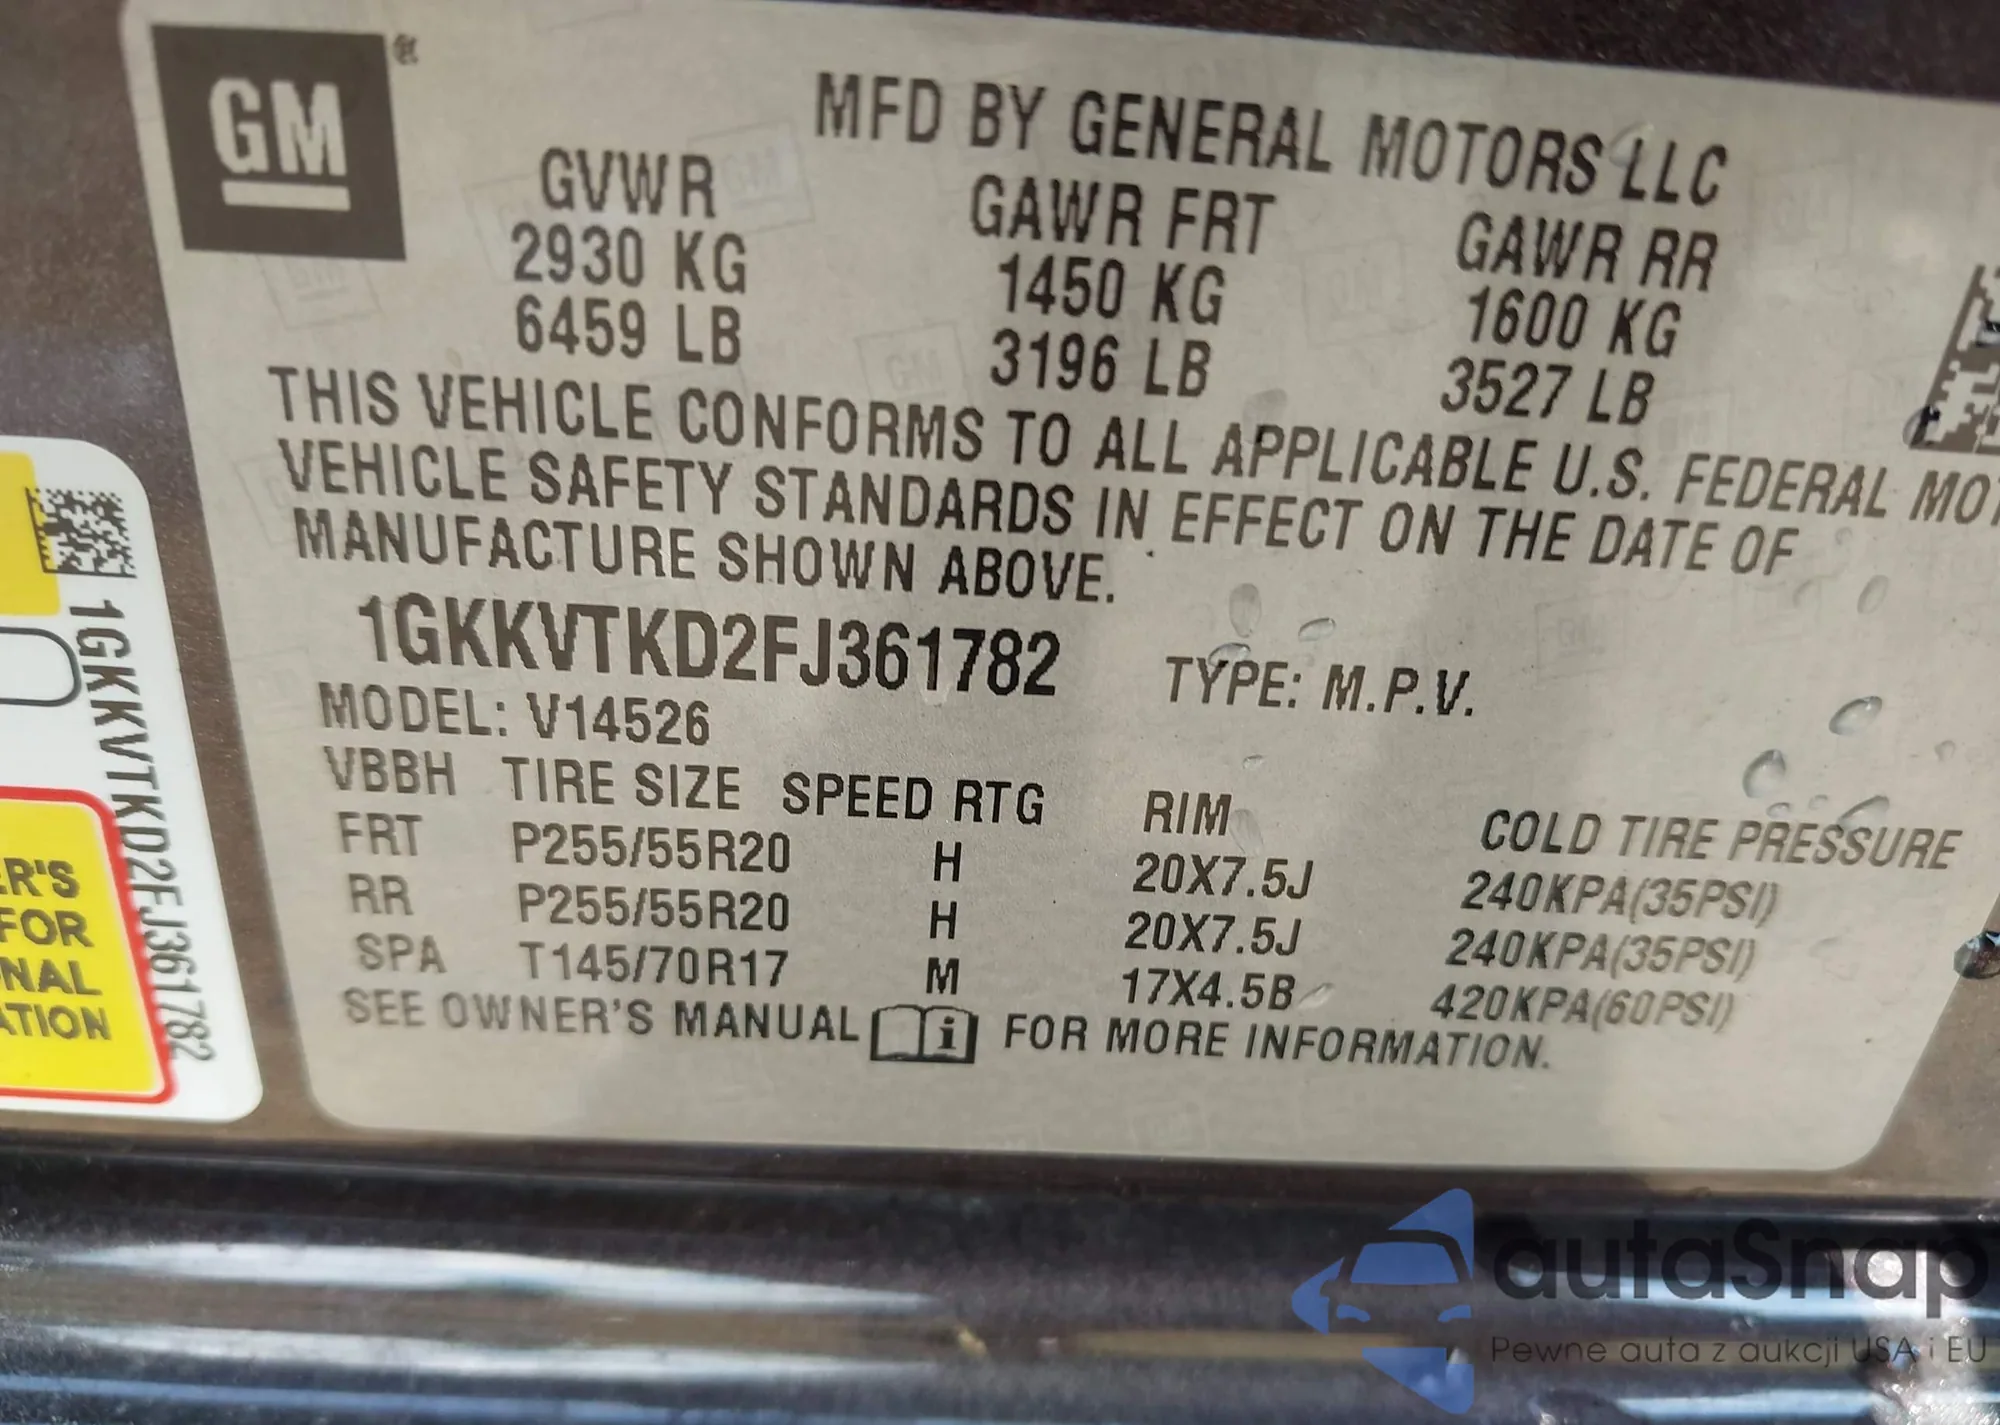 GM®
MFD BY GENERAL MOTORS LLC
GVWR GAWR FRT GAWR RR
2930 KG 1450 KG 1600 KG
6459 LB 3196 LB 3527 LB
THIS VEHICLE CONFORMS TO ALL APPLICABLE U.S. FEDERAL MOT
VEHICLE SAFETY STANDARDS IN EFFECT ON THE DATE OF
MANUFACTURE SHOWN ABOVE.
1GKKVTKD2FJ361782 TYPE: M.P.V.
MODEL: V14526
VBBH TIRE SIZE SPEED RTG RIM COLD TIRE PRESSURE
FRT P255/55R20 H 20X7.5J 240KPA(35PSI)
RR P255/55R20 H 20X7.5J 240KPA(35PSI)
SPA T145/70R17 M 17X4.5B 420KPA(60PSI)
SEE OWNER'S MANUAL i FOR MORE INFORMATION.
1GKKVTKD2FJ361782
ER'S
FOR
NAL
ATION
autaSnap
Pewne auta z aukcji USA i EU